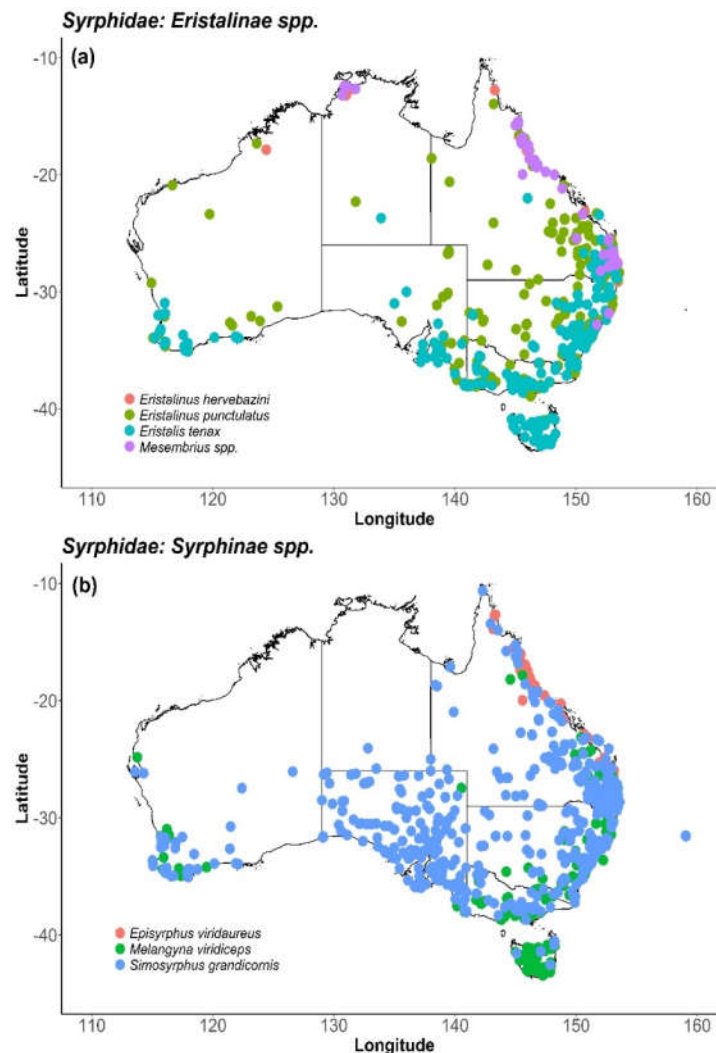 Syrphidae: Eristalinae spp.
(a)
-10
-20
-30
-40
Latitude
Eristalinus hervebazini
Eristalinus punctulatus
Eristalis tenax
Mesembrius spp.
110 120 130 140 150 160
Longitude
Syrphidae: Syrphinae spp.
(b)
-10
-20
-30
-40
Latitude
Episyrphus viridaureus
Melangyna viridiceps
Simosyrphus grandicornis
110 120 130 140 150 160
Longitude